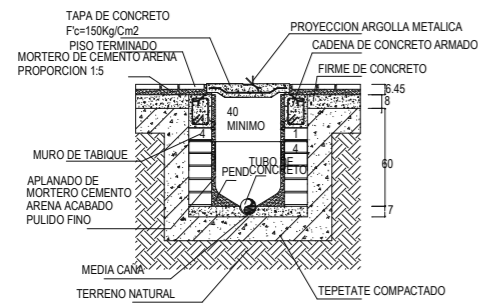 TAPA DE CONCRETO
F'c=150Kg/Cm2
PISO TERMINADO
MORTERO DE CEMENTO ARENA
PROPORCION 1:5
PROYECCION ARGOLLA METALICA
CADENA DE CONCRETO ARMADO
FIRME DE CONCRETO
6.45
8
40
MINIMO
4
1
4
60
MURO DE TABIQUE
TUBO DE
CONCRETO
PEND
APLANADO DE
MORTERO CEMENTO
ARENA ACABADO
PULIDO FINO
7
MEDIA CANA
TERRENO NATURAL
TEPETATE COMPACTADO